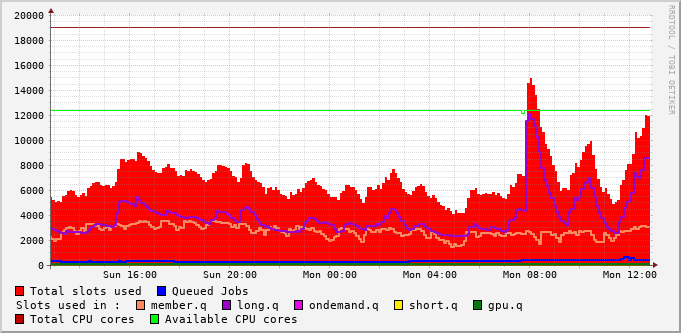 20000
18000
16000
14000
12000
10000
8000
6000
4000
2000
0
Sun 16:00 Sun 20:00 Mon 00:00 Mon 04:00 Mon 08:00 Mon 12:00
RRDTOOL / TOBI OETIKER
Total slots used Queued Jobs
Slots used in : member.q long.q ondemand.q short.q gpu.q
Total CPU cores Available CPU cores